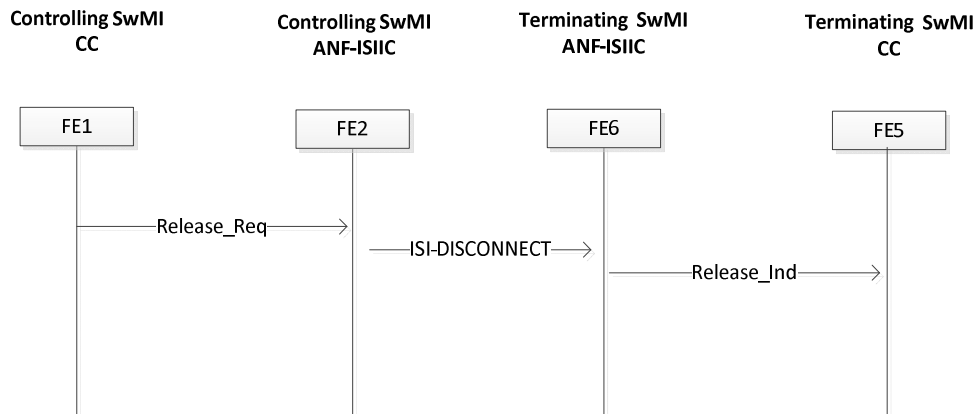 Controlling SwMI
CC
Controlling SwMI
ANF-ISIIC
Terminating SwMI
ANF-ISIIC
Terminating SwMI
CC
FE1
FE2
FE6
FE5
Release_Req
ISI-DISCONNECT
Release_Ind